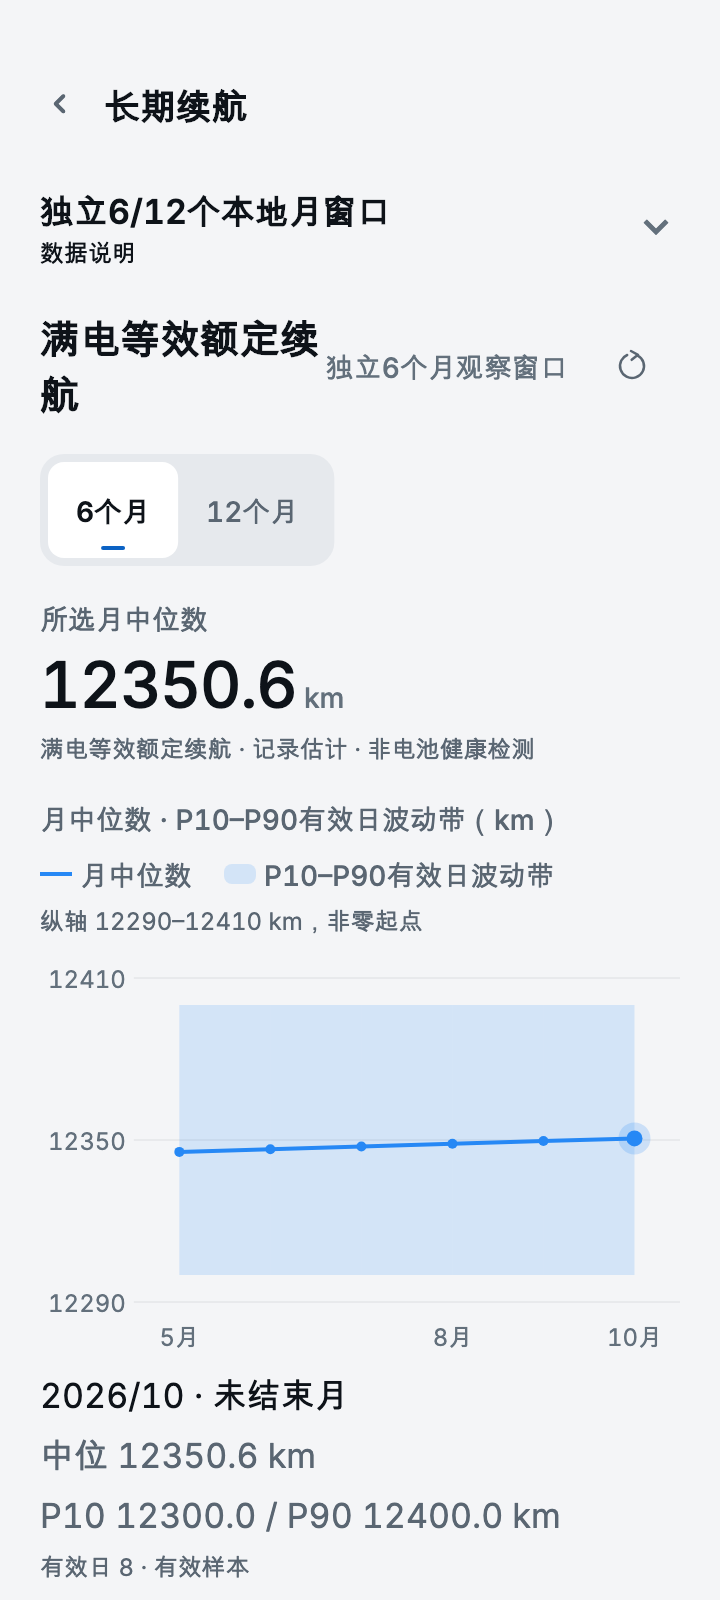 长期续航
独立6/12个本地月窗口
数据说明
满电等效额定续航
独立6个月观察窗口
6个月
12个月
所选月中位数
12350.6 km
满电等效额定续航 · 记录估计 · 非电池健康检测
月中位数 · P10–P90有效日波动带（km）
月中位数
P10–P90有效日波动带
纵轴 12290–12410 km，非零起点
12410
12350
12290
5月
8月
10月
2026/10 · 未结束月
中位 12350.6 km
P10 12300.0 / P90 12400.0 km
有效日 8 · 有效样本